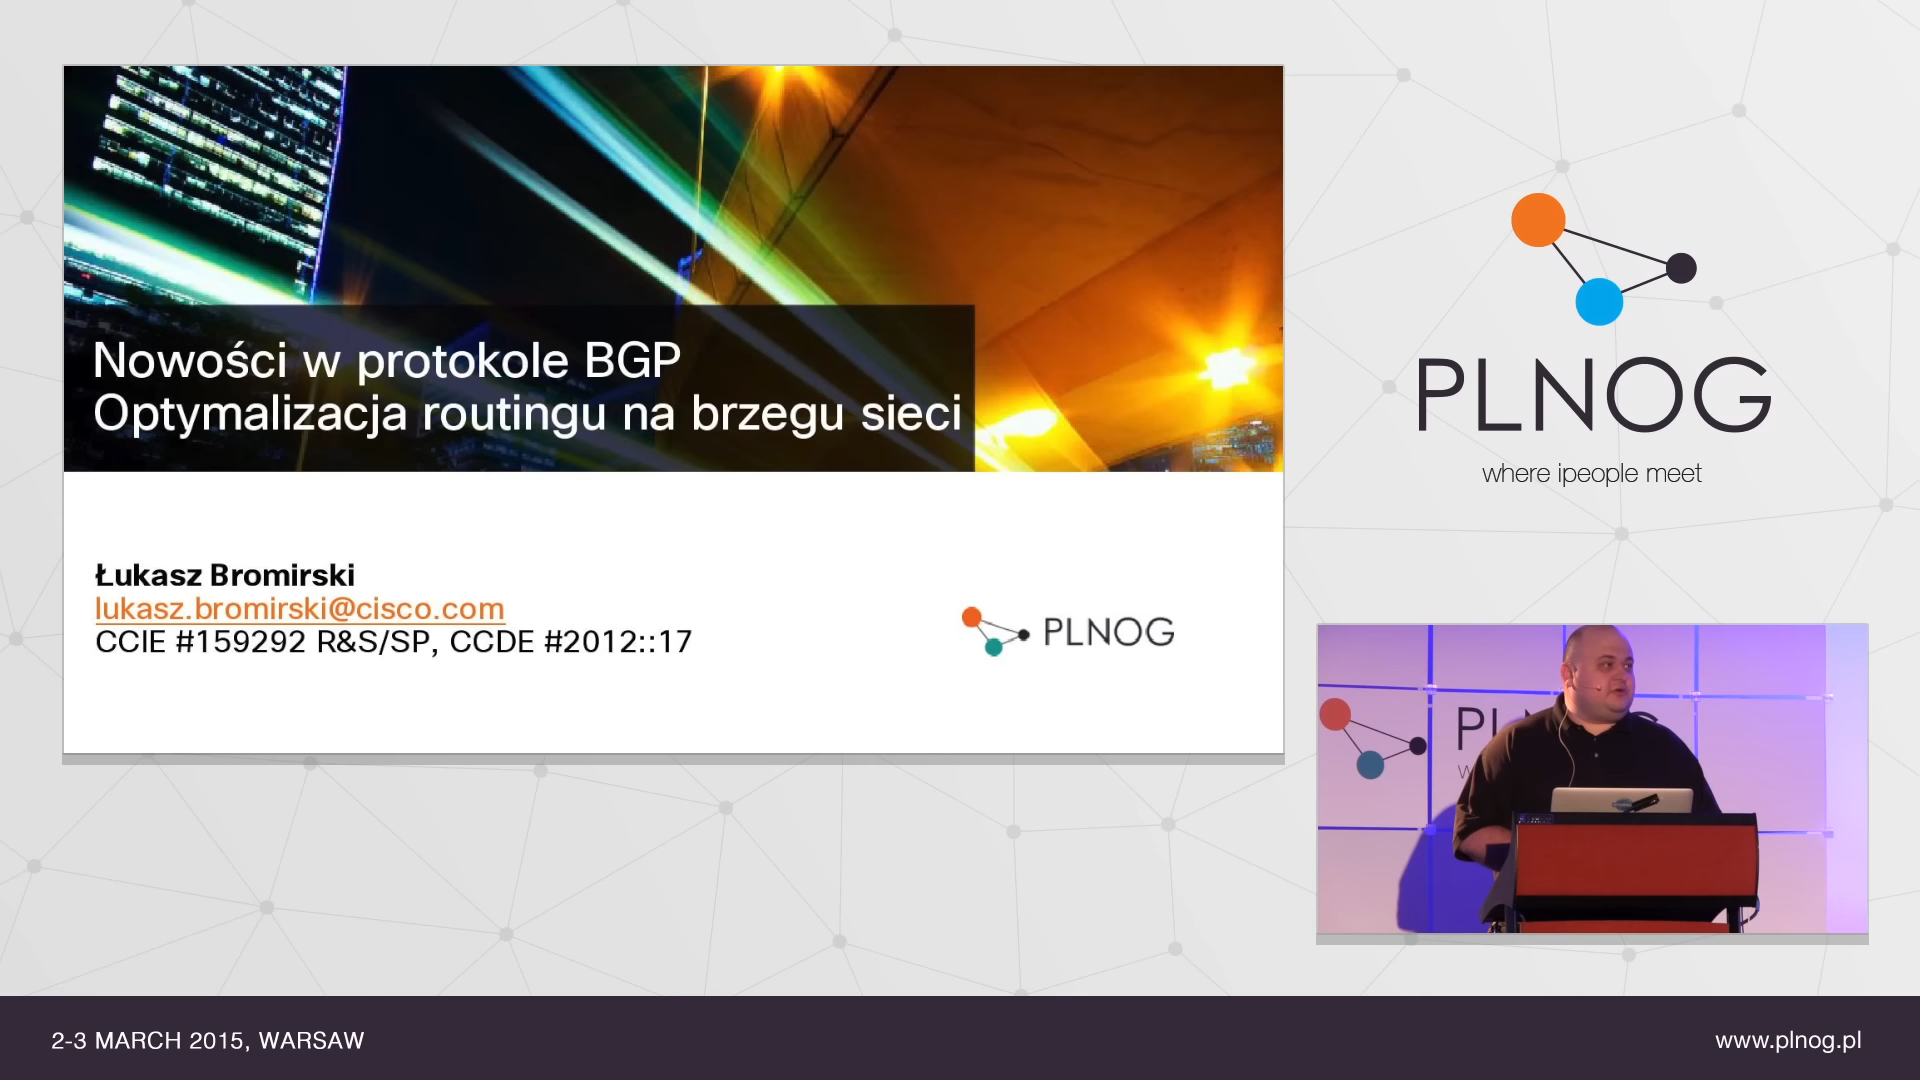 Nowości w protokole BGP
Optymalizacja routingu na brzegu sieci
Łukasz Bromirski
lukasz.bromirski@cisco.com
CCIE #159292 R&S/SP, CCDE #2012::17
PLNOG
PLNOG
where ipeople meet
2-3 MARCH 2015, WARSAW
www.plnog.pl